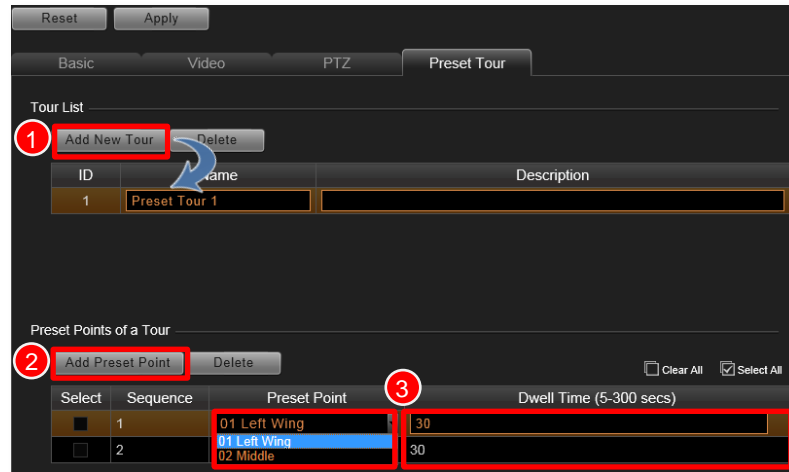 Reset Apply
Basic Video PTZ Preset Tour
Tour List
1 Add New Tour Delete
ID Name Description
1 Preset Tour 1
Preset Points of a Tour
2 Add Preset Point Delete Clear All Select All
3
Select Sequence Preset Point Dwell Time (5-300 secs)
1 01 Left Wing 30
01 Left Wing
2 02 Middle 30